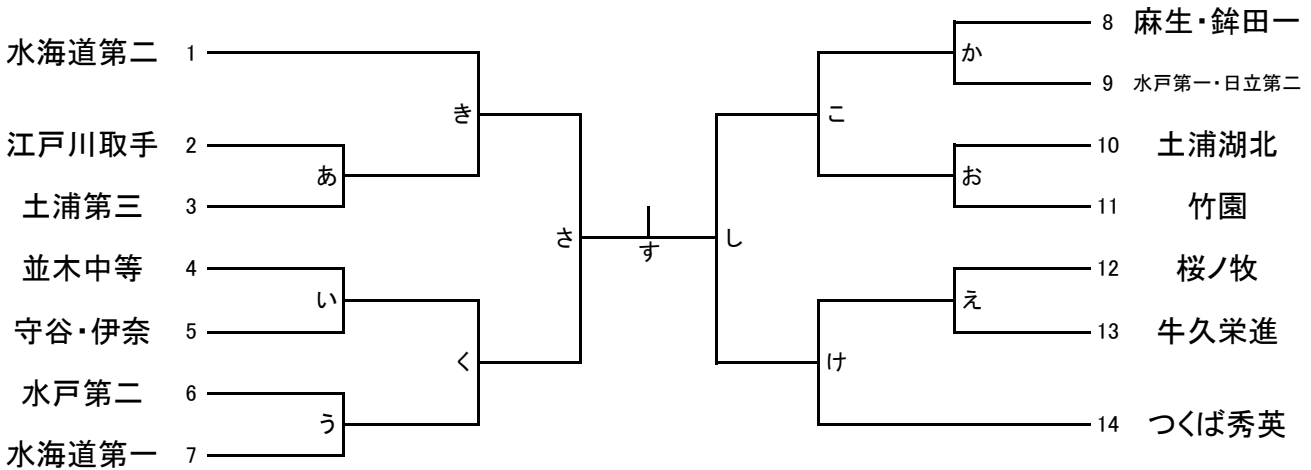 水海道第二 1
江戸川取手 2
土浦第三 3
並木中等 4
守谷・伊奈 5
水戸第二 6
水海道第一 7
あ
い
う
き
く
さ
す
し
こ
け
か
お
え
8 麻生・鉾田一
9 水戸第一・日立第二
10 土浦湖北
11 竹園
12 桜ノ牧
13 牛久栄進
14 つくば秀英